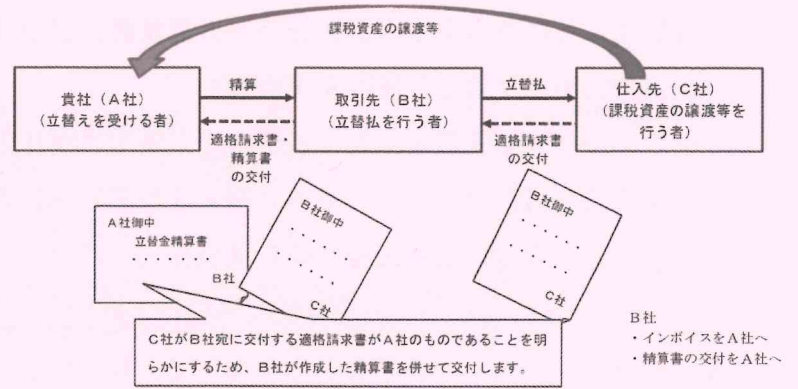 課税資産の譲渡等
貴社（A社）
（立替えを受ける者）
精算
適格請求書・
精算書
の交付
取引先（B社）
（立替払を行う者）
立替払
適格請求書
の交付
仕入先（C社）
（課税資産の譲渡等を
行う者）
A社御中
立替金精算書
・・・・・・・
B社
B社御中
・・・・・・
・・・・・・
C社
B社御中
・・・・・・
・・・・・・
C社
C社がB社宛に交付する適格請求書がA社のものであることを明
らかにするため、B社が作成した精算書を併せて交付します。
B社
・インボイスをA社へ
・精算書の交付をA社へ